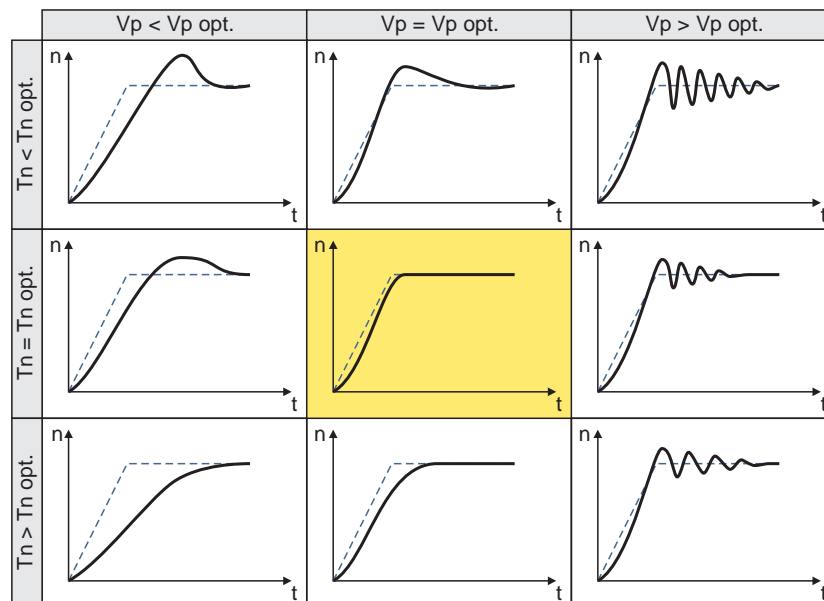 Vp < Vp opt.
Vp = Vp opt.
Vp > Vp opt.
Tn < Tn opt.
n
t
n
t
n
t
Tn = Tn opt.
n
t
n
t
n
t
Tn > Tn opt.
n
t
n
t
n
t